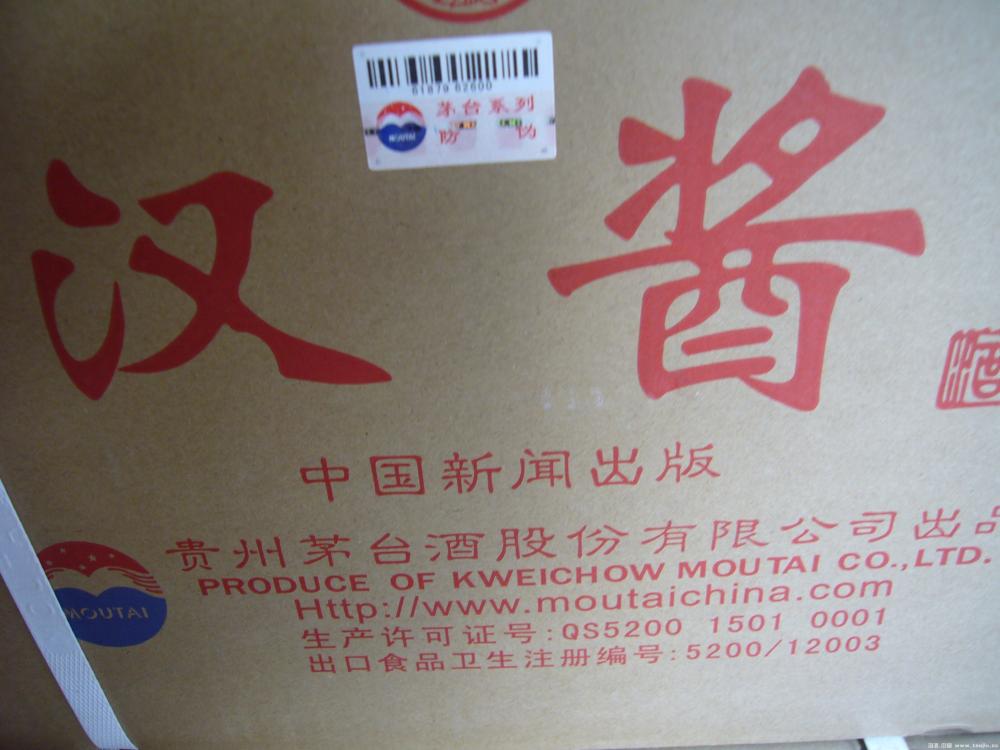 61879 62600
茅台系列
防 伪
MOUTAI
汉酱
酒
中国新闻出版
贵州茅台酒股份有限公司出品
PRODUCE OF KWEICHOW MOUTAI CO.,LTD.
MOUTAI
Http://www.moutaichina.com
生产许可证号:QS5200 1501 0001
出口食品卫生注册编号:5200/12003